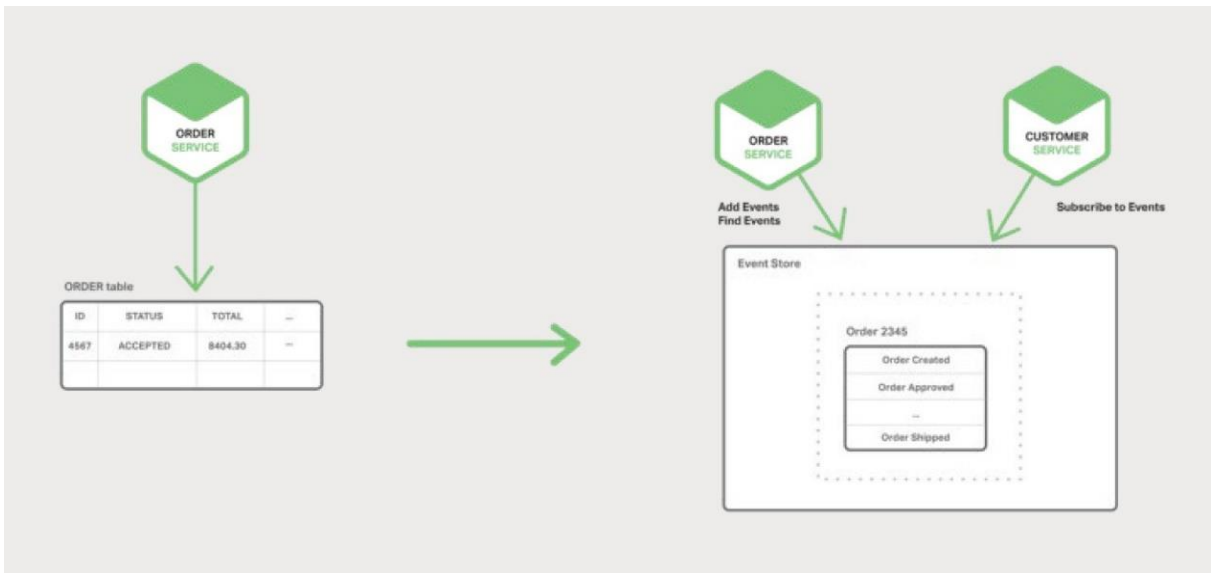 ORDER
SERVICE
ORDER table
ID STATUS TOTAL ...
4567 ACCEPTED 8404.30 ...
ORDER
SERVICE
CUSTOMER
SERVICE
Add Events
Find Events
Subscribe to Events
Event Store
Order 2345
Order Created
Order Approved
...
Order Shipped